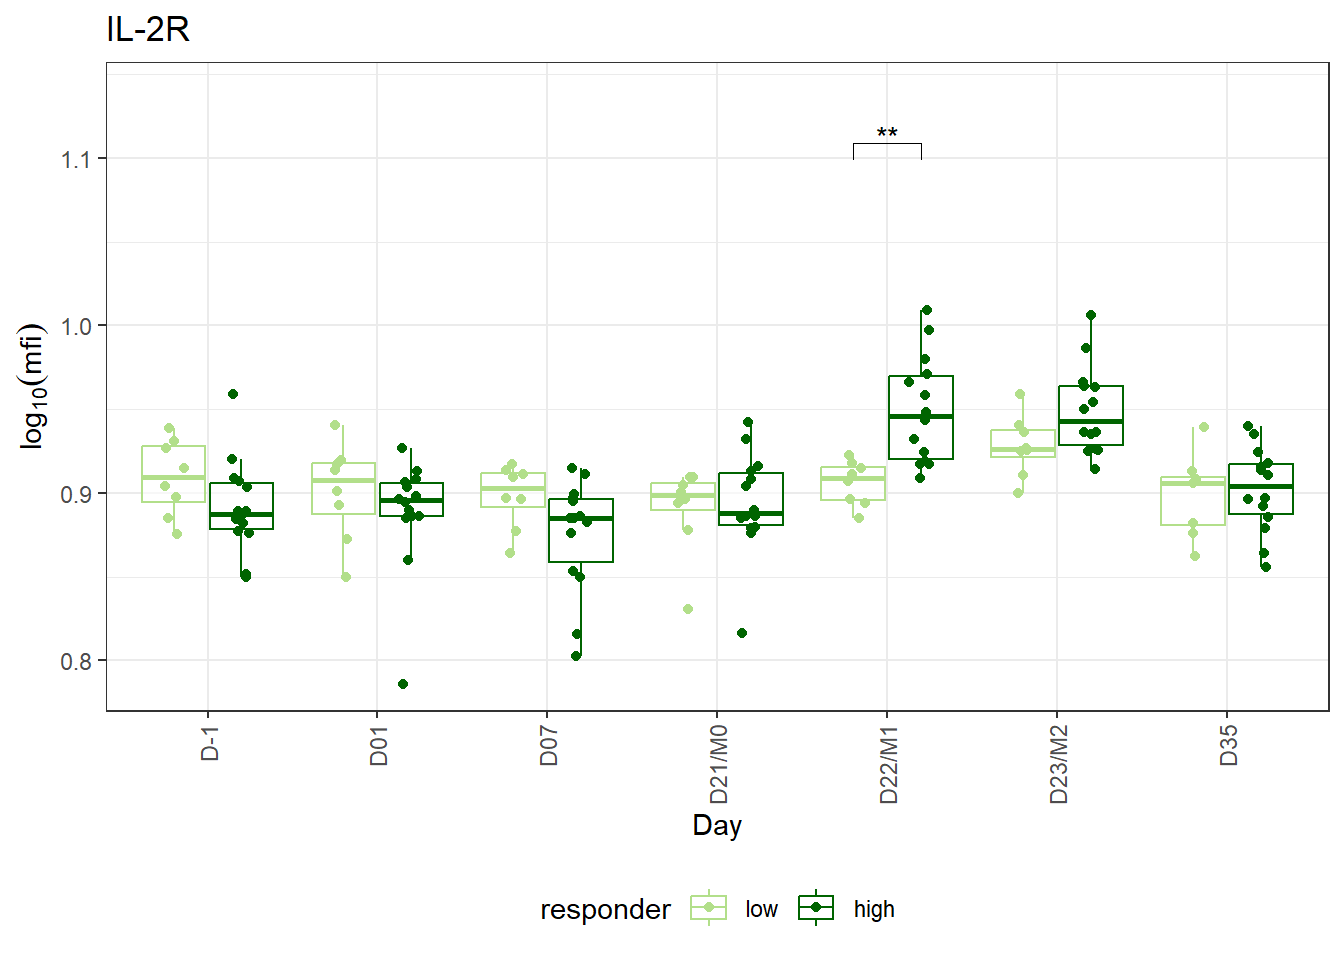 IL-2R
**
1.1
1.0
0.9
0.8
log10(mfi)
D-1
D01
D07
D21/M0
D22/M1
D23/M2
D35
Day
responder low high